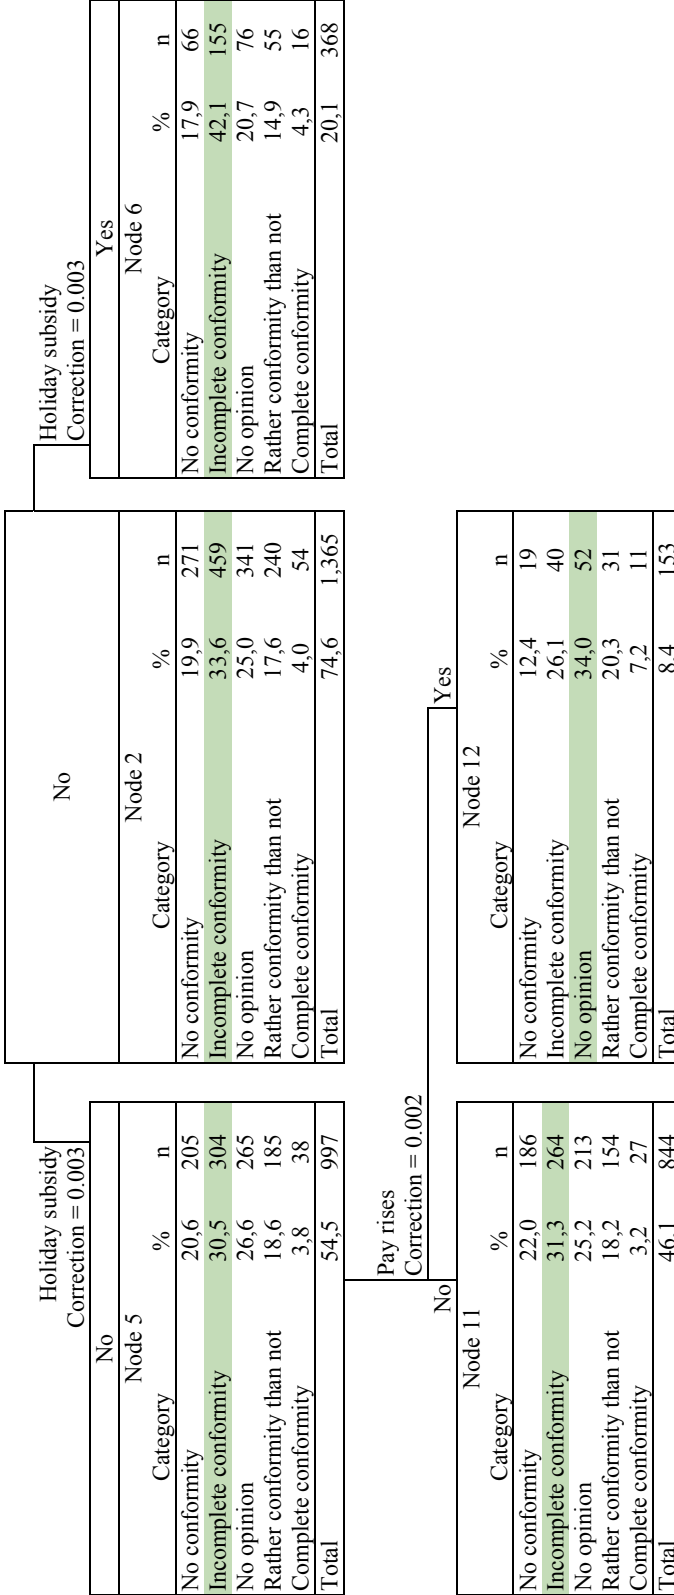 No
Node 2
Category % n
No conformity 19,9 271
Incomplete conformity 33,6 459
No opinion 25,0 341
Rather conformity than not 17,6 240
Complete conformity 4,0 54
Total 74,6 1,365
Holiday subsidy
Correction = 0.003
No
Node 5
Category % n
No conformity 20,6 205
Incomplete conformity 30,5 304
No opinion 26,6 265
Rather conformity than not 18,6 185
Complete conformity 3,8 38
Total 54,5 997
Holiday subsidy
Correction = 0.003
Yes
Node 6
Category % n
No conformity 17,9 66
Incomplete conformity 42,1 155
No opinion 20,7 76
Rather conformity than not 14,9 55
Complete conformity 4,3 16
Total 20,1 368
Pay rises
Correction = 0.002
No
Node 11
Category % n
No conformity 22,0 186
Incomplete conformity 31,3 264
No opinion 25,2 213
Rather conformity than not 18,2 154
Complete conformity 3,2 27
Total 46,1 844
Yes
Node 12
Category % n
No conformity 12,4 19
Incomplete conformity 26,1 40
No opinion 34,0 52
Rather conformity than not 20,3 31
Complete conformity 7,2 11
Total 8,4 153